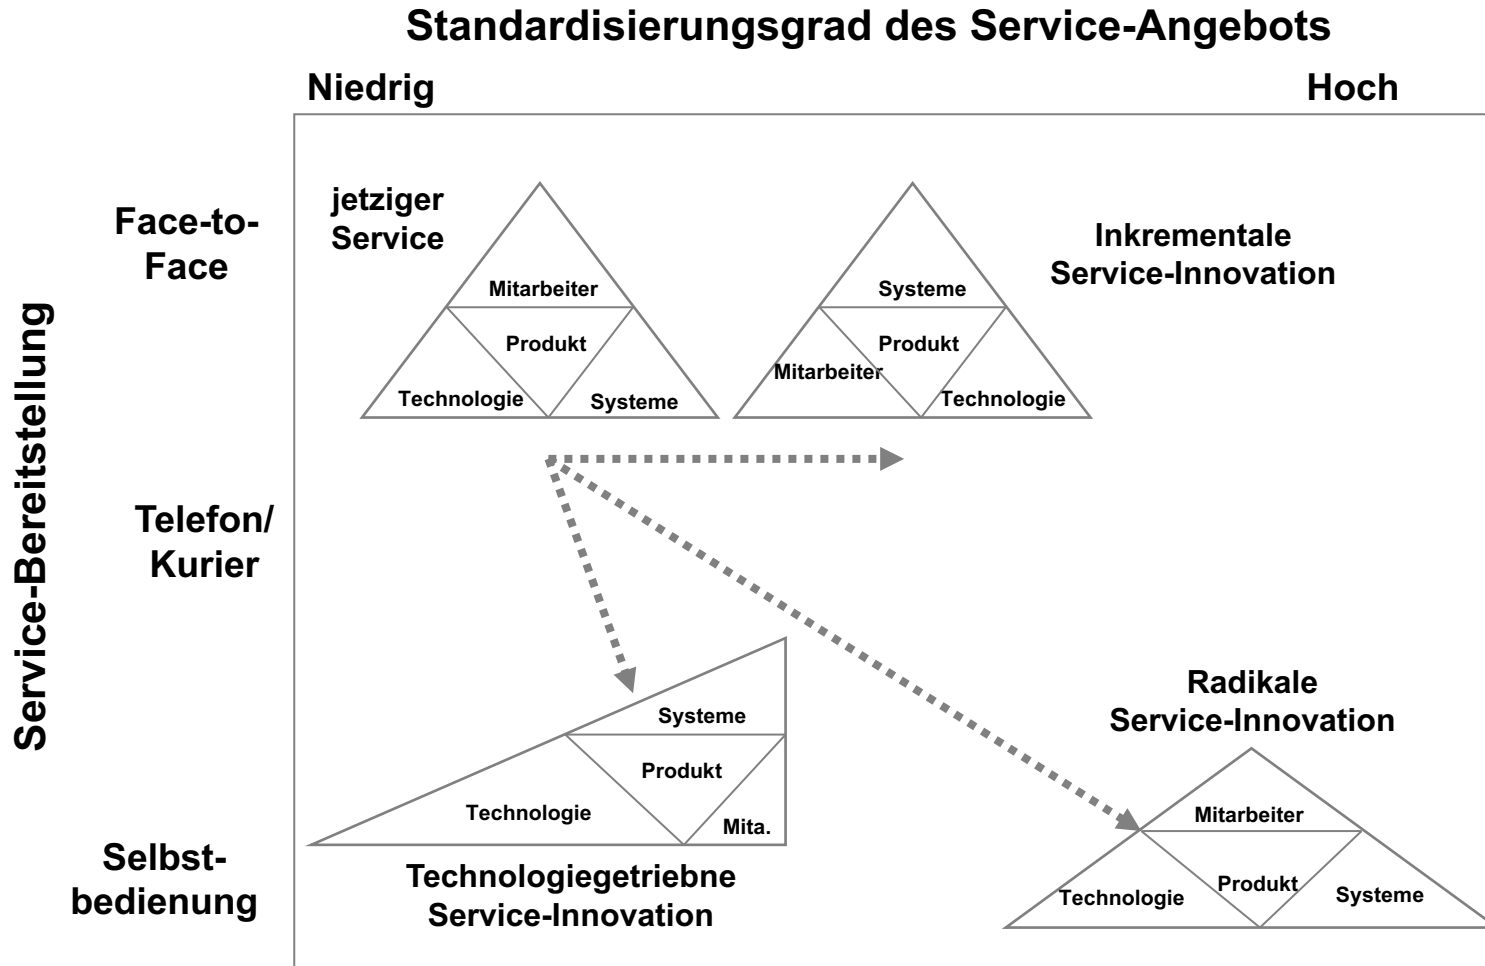 Standardisierungsgrad des Service-Angebots
Niedrig
Hoch
Service-Bereitstellung
Face-to-
Face
jetziger
Service
Mitarbeiter
Produkt
Technologie
Systeme
Systeme
Produkt
Mitarbeiter
Technologie
Inkrementale
Service-Innovation
Telefon/
Kurier
Selbst-
bedienung
Systeme
Produkt
Technologie
Mita.
Technologiegetriebne
Service-Innovation
Radikale
Service-Innovation
Mitarbeiter
Produkt
Technologie
Systeme